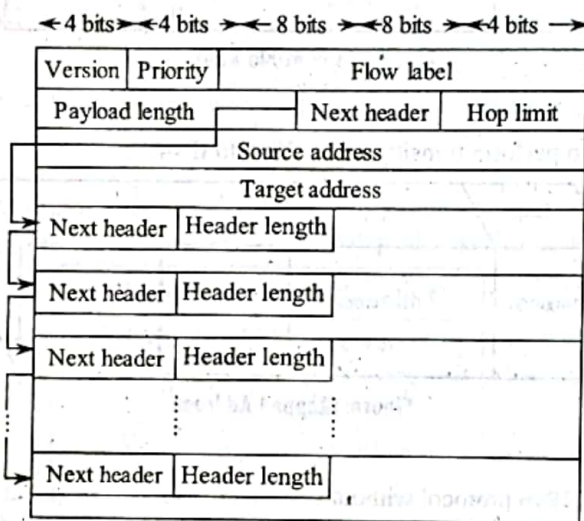 4 bits 4 bits 8 bits 8 bits 4 bits
Version Priority Flow label
Payload length Next header Hop limit
Source address
Target address
Next header Header length
Next header Header length
Next header Header length
Next header Header length